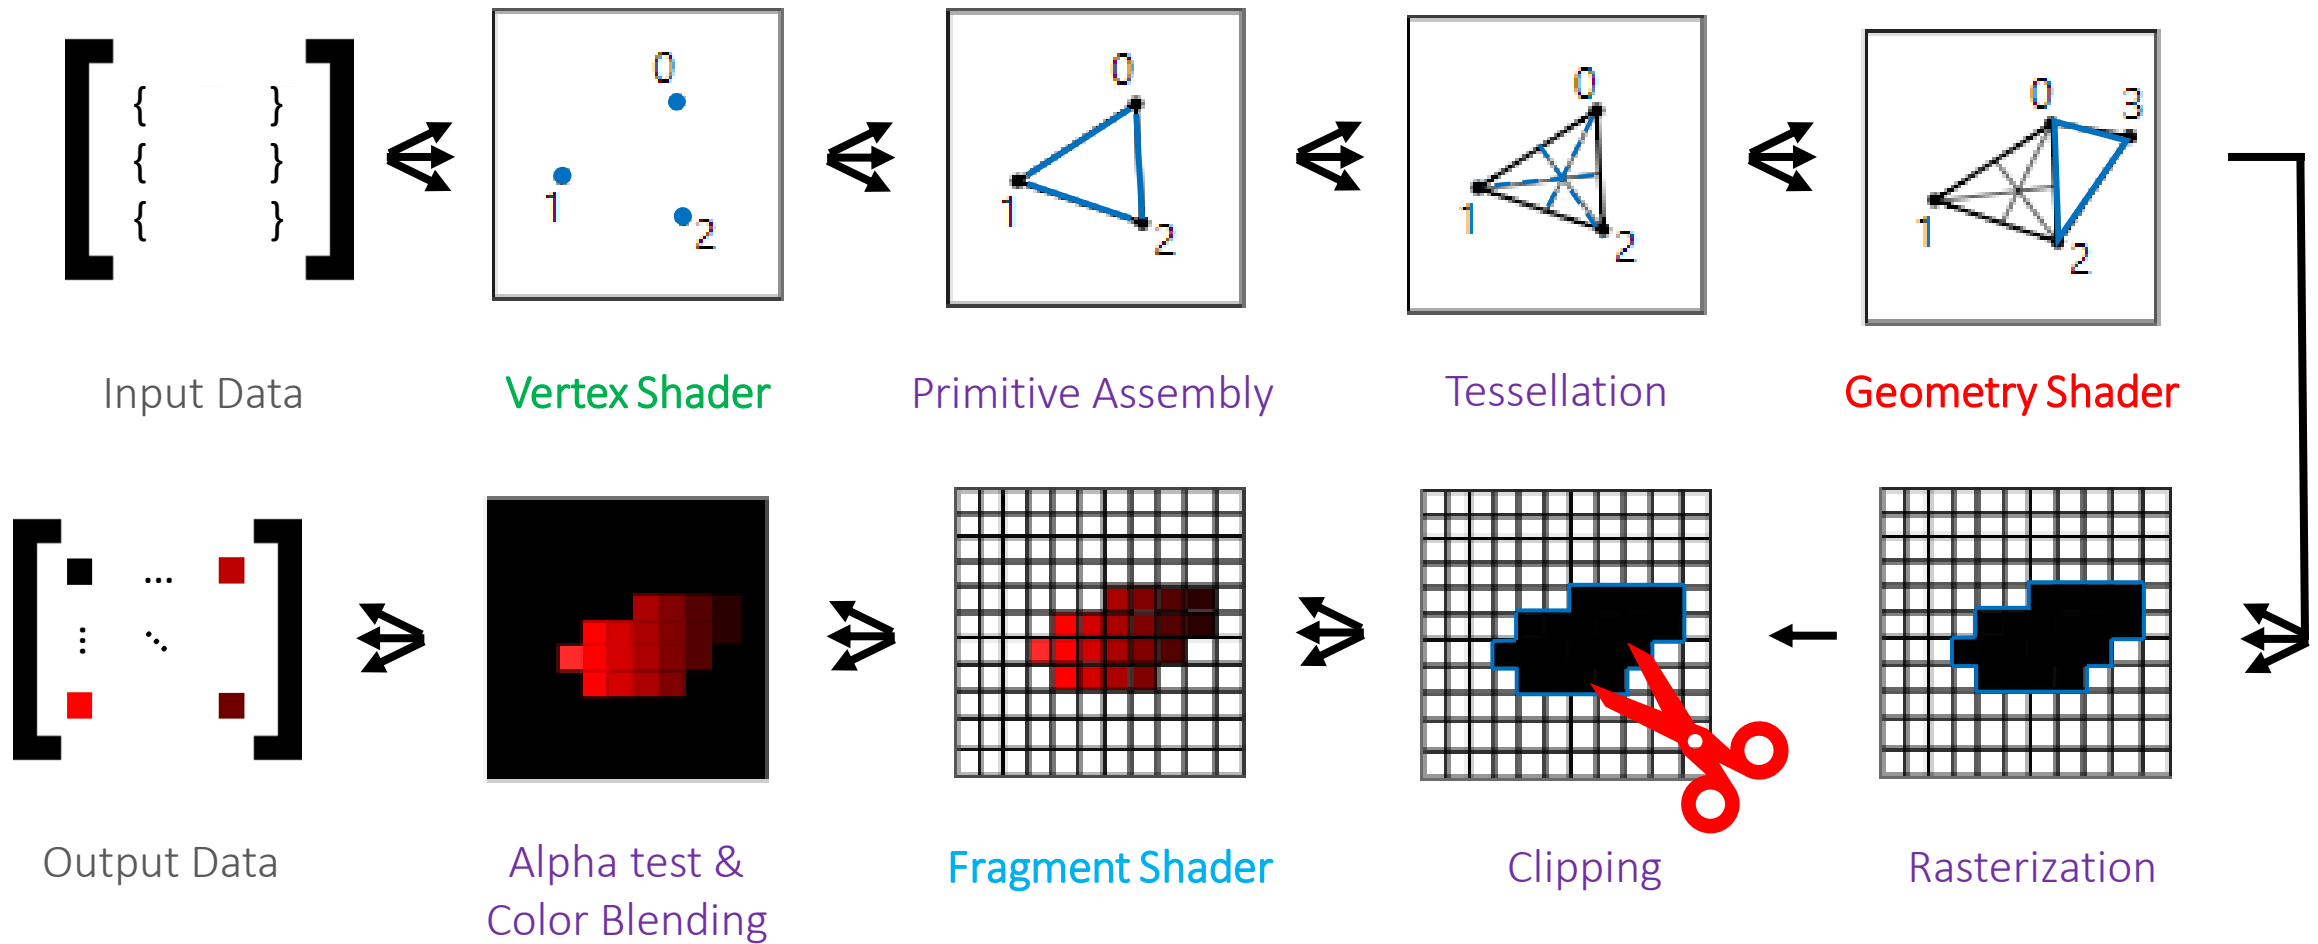 { }
{ }
{ }
0
1
2
0
1
2
0
1
2
0
3
1
2
Input Data
Vertex Shader
Primitive Assembly
Tessellation
Geometry Shader
... 
Output Data
Alpha test &
Color Blending
Fragment Shader
Clipping
Rasterization